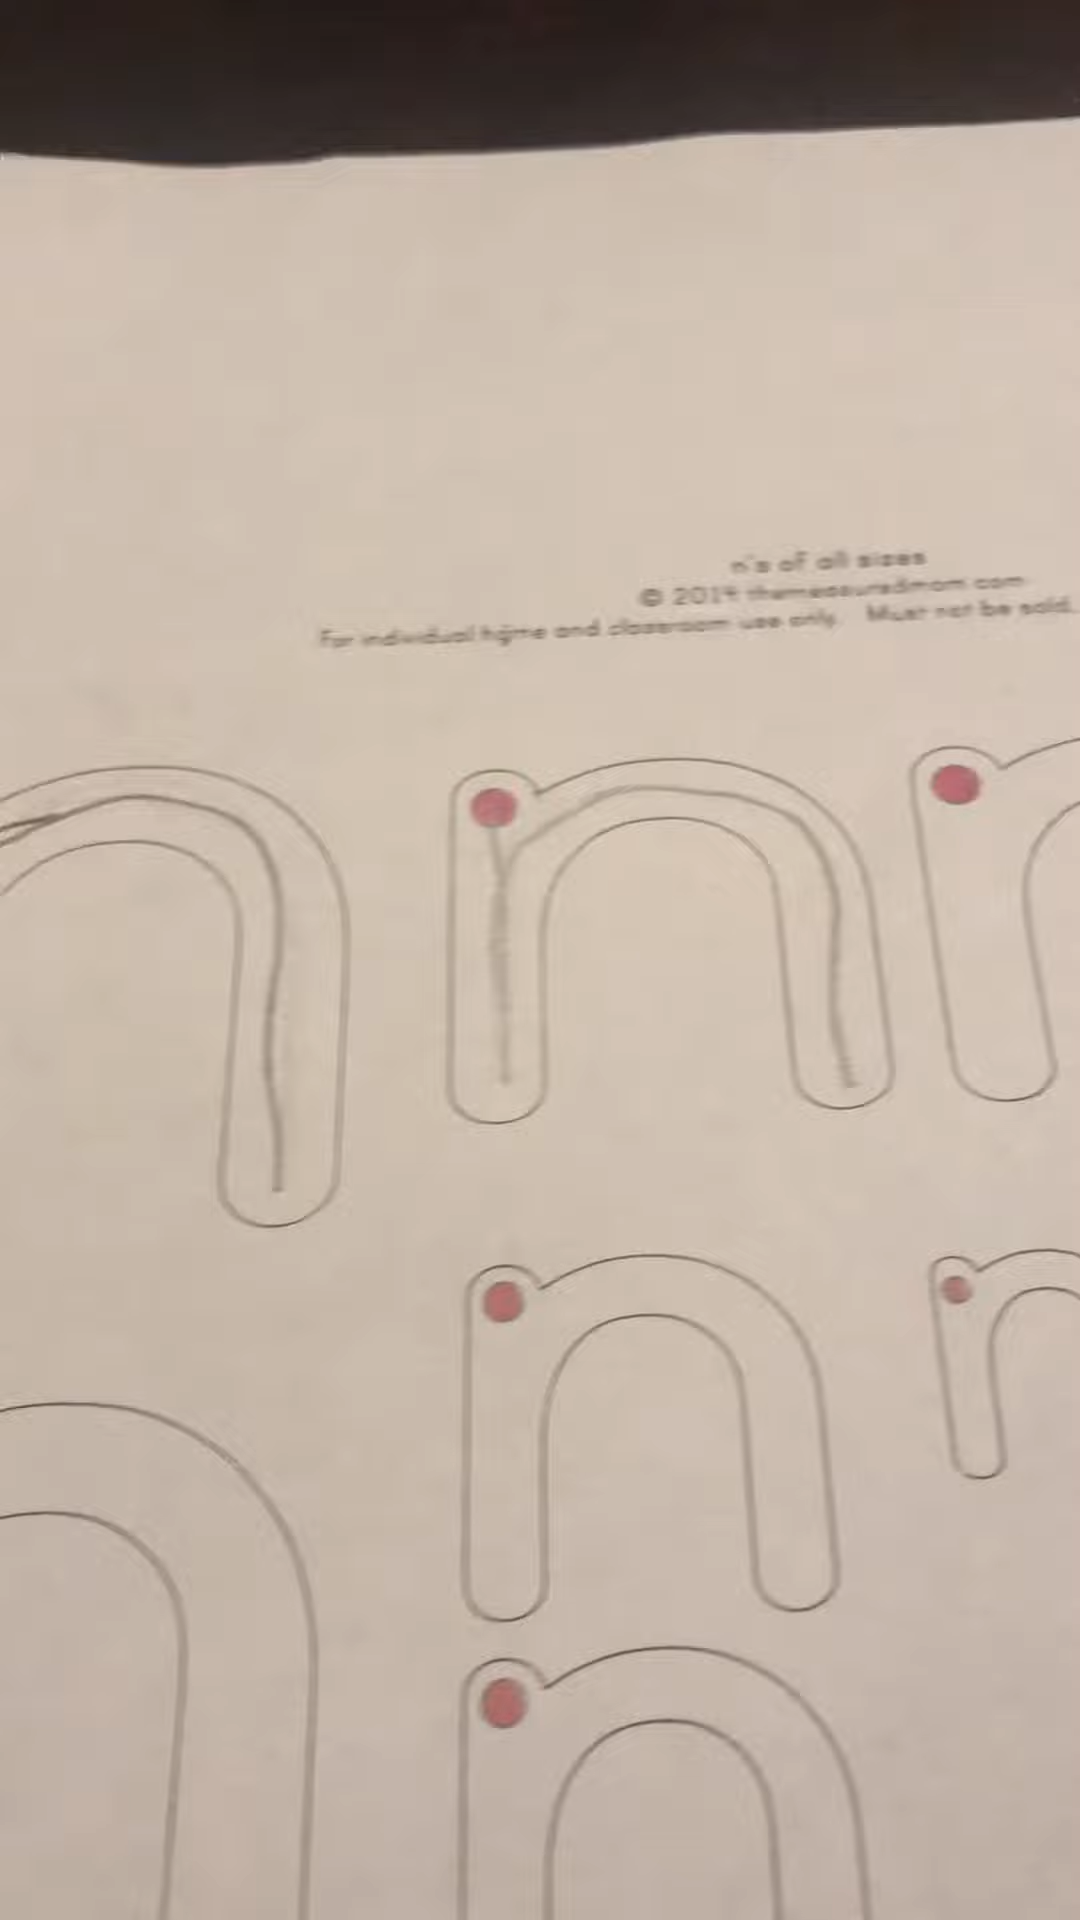 n's of all sizes
© 2014 themeasuredmom.com
For individual home and classroom use only. Must not be sold.
n n n
n n n
n